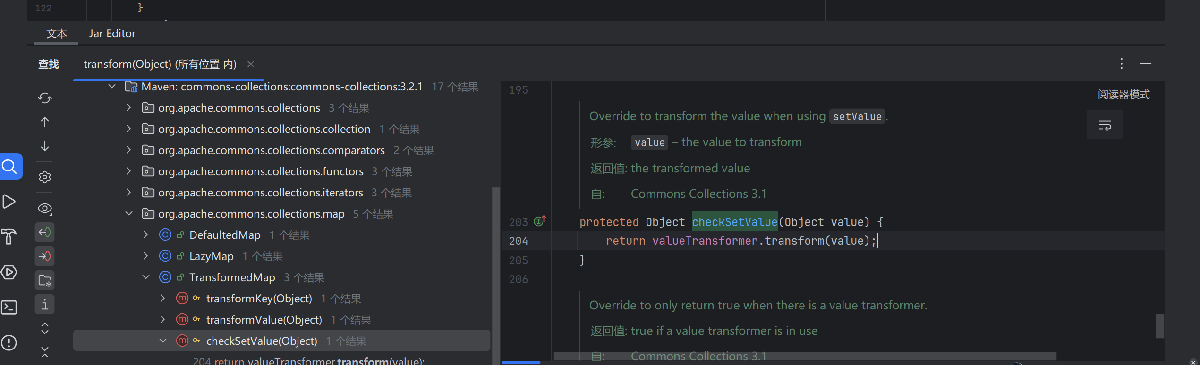 122 }
文本 Jar Editor
查找 transform(Object) (所有位置 内) ×
Maven: commons-collections:commons-collections:3.2.1 17 个结果
org.apache.commons.collections 3 个结果
org.apache.commons.collections.collection 1 个结果
org.apache.commons.collections.comparators 2 个结果
org.apache.commons.collections.functors 3 个结果
org.apache.commons.collections.iterators 3 个结果
org.apache.commons.collections.map 5 个结果
DefaultedMap 1 个结果
LazyMap 1 个结果
TransformedMap 3 个结果
transformKey(Object) 1 个结果
transformValue(Object) 1 个结果
checkSetValue(Object) 1 个结果
204 return valueTransformer.transform(value);
195
阅读器模式
Override to transform the value when using setValue.
形参: value – the value to transform
返回值: the transformed value
自: Commons Collections 3.1
203 protected Object checkSetValue(Object value) {
204 return valueTransformer.transform(value);
205 }
206
Override to only return true when there is a value transformer.
返回值: true if a value transformer is in use
自: Commons Collections 3.1